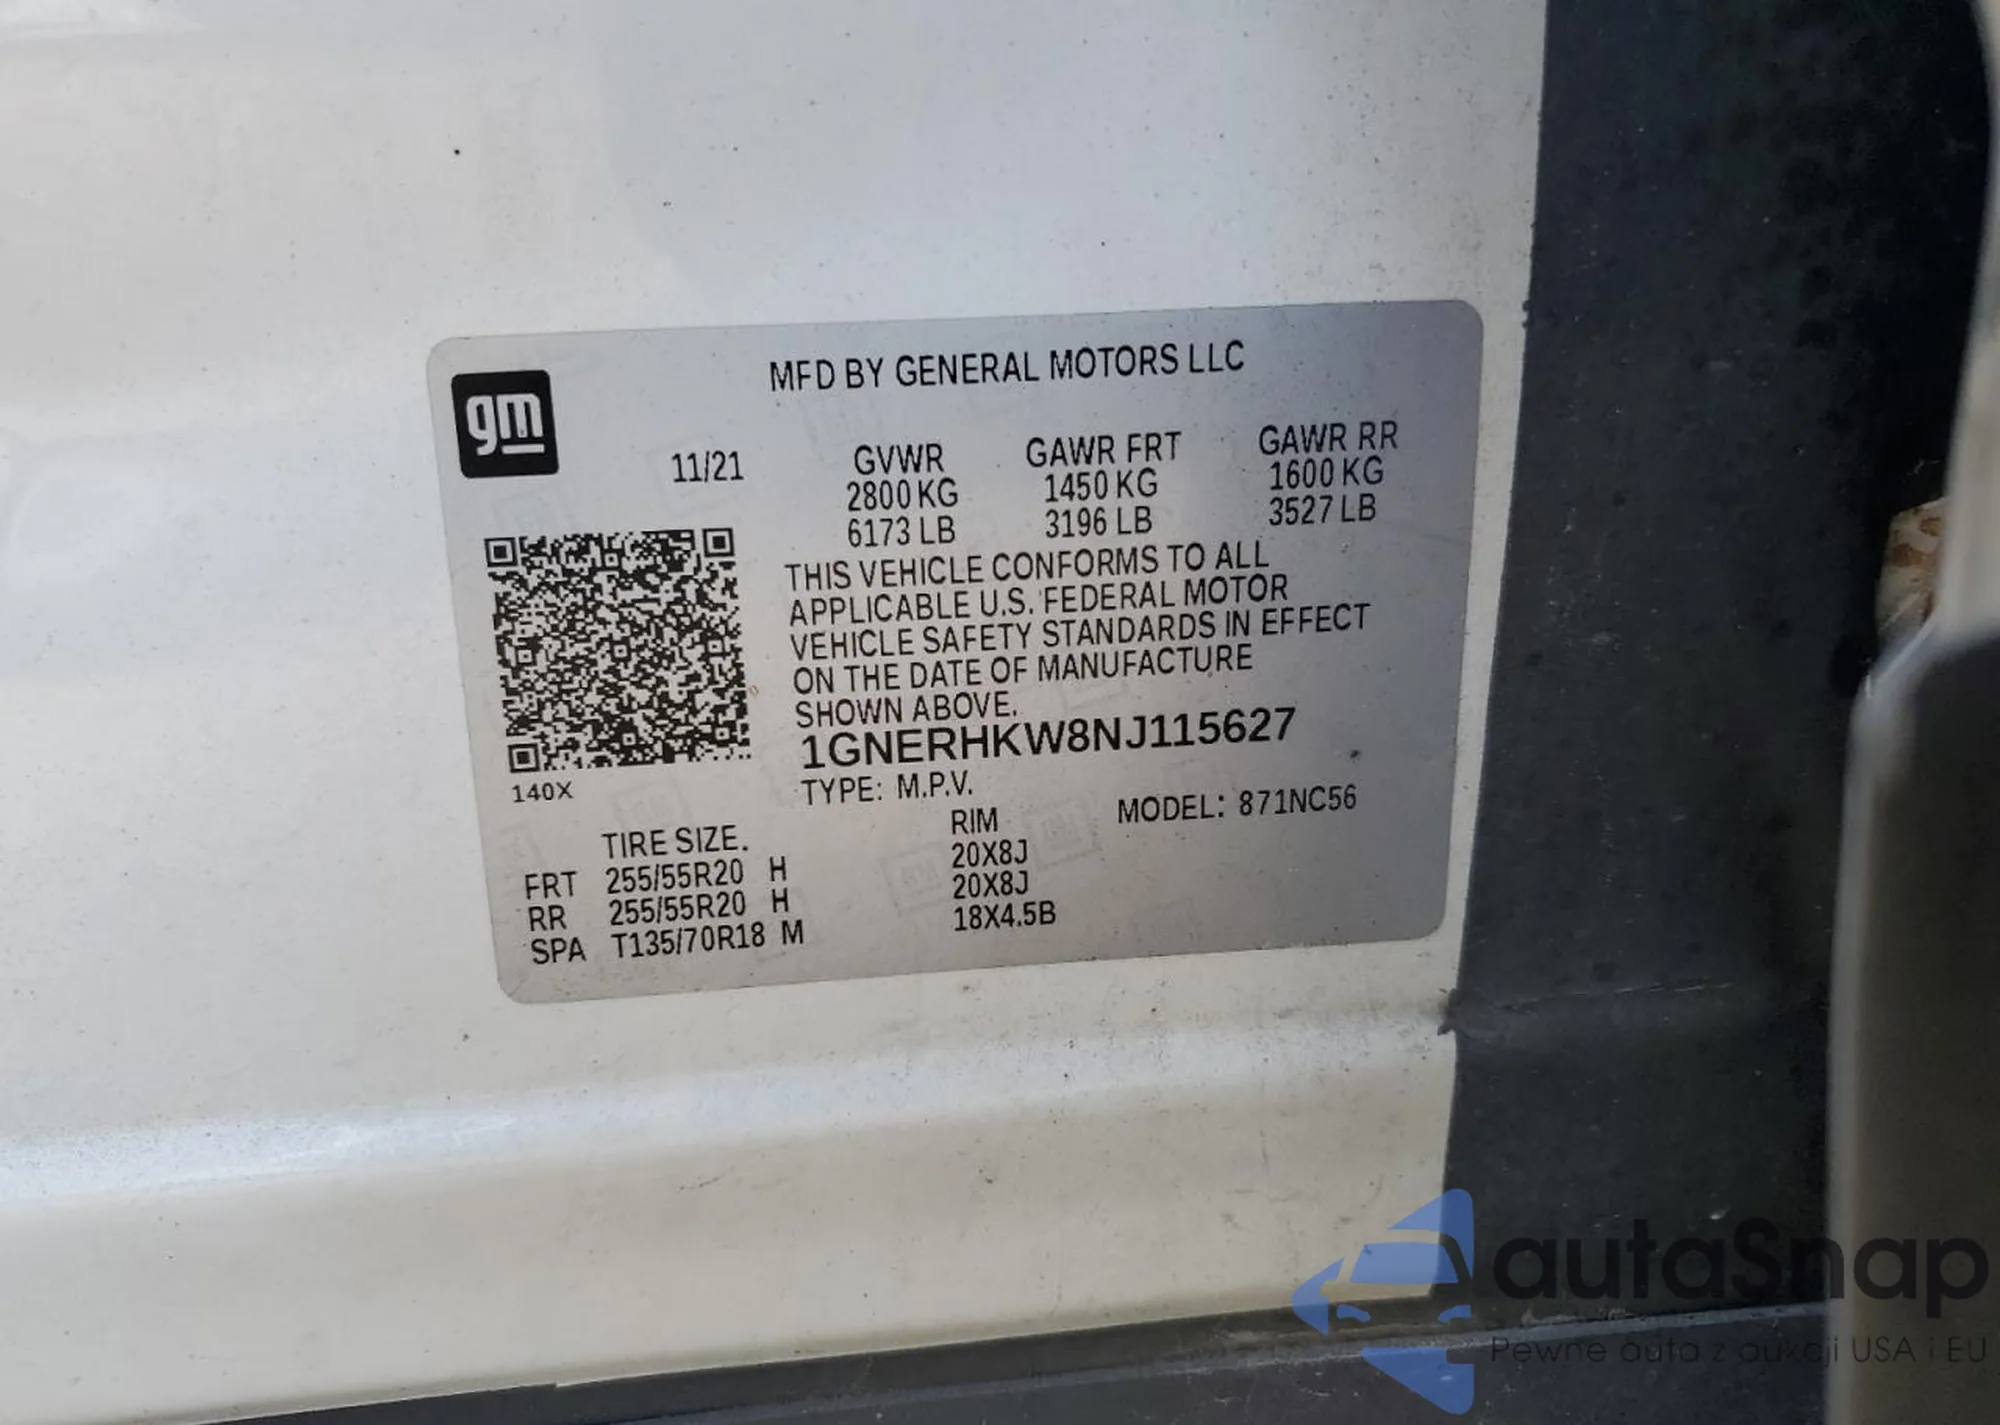 MFD BY GENERAL MOTORS LLC
gm
11/21 GVWR GAWR FRT GAWR RR
2800 KG 1450 KG 1600 KG
6173 LB 3196 LB 3527 LB
THIS VEHICLE CONFORMS TO ALL
APPLICABLE U.S. FEDERAL MOTOR
VEHICLE SAFETY STANDARDS IN EFFECT
ON THE DATE OF MANUFACTURE
SHOWN ABOVE.
1GNERHKW8NJ115627
140X
TYPE: M.P.V.
MODEL: 871NC56
TIRE SIZE. RIM
FRT 255/55R20 H 20X8J
RR 255/55R20 H 20X8J
SPA T135/70R18 M 18X4.5B
autaSnap
Pewne auta z aukcji USA i EU